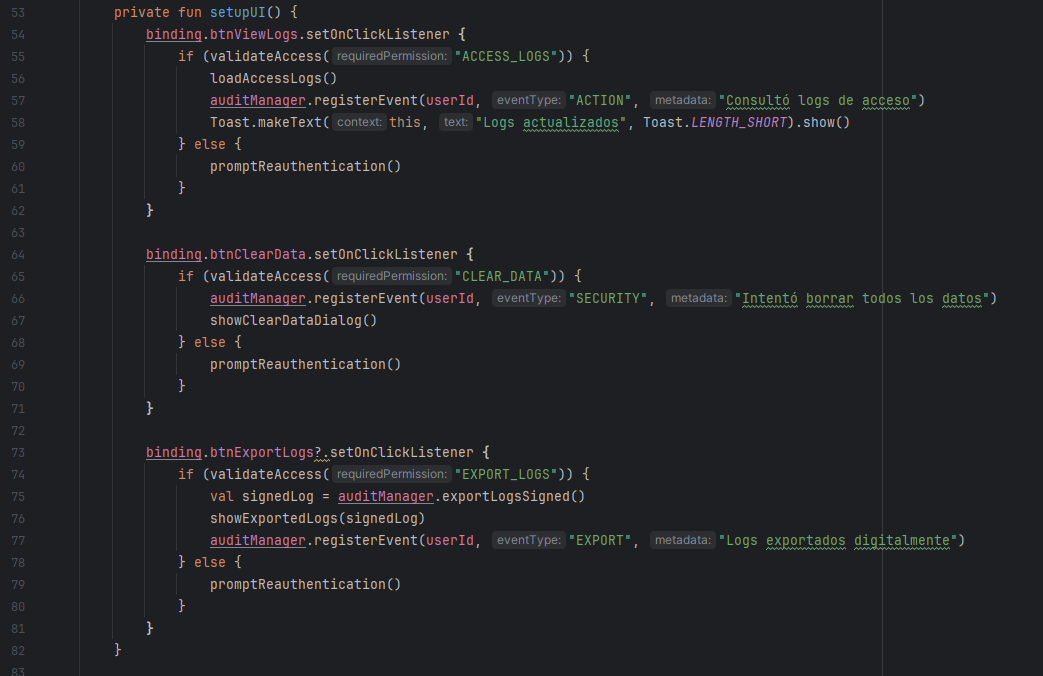 53 private fun setupUI() {
54 binding.btnViewLogs.setOnClickListener {
55 if (validateAccess( requiredPermission: "ACCESS_LOGS")) {
56 loadAccessLogs()
57 auditManager.registerEvent(userId, eventType: "ACTION", metadata: "Consultó logs de acceso")
58 Toast.makeText( context: this, text: "Logs actualizados", Toast.LENGTH_SHORT).show()
59 } else {
60 promptReauthentication()
61 }
62 }
63
64 binding.btnClearData.setOnClickListener {
65 if (validateAccess( requiredPermission: "CLEAR_DATA")) {
66 auditManager.registerEvent(userId, eventType: "SECURITY", metadata: "Intentó borrar todos los datos")
67 showClearDataDialog()
68 } else {
69 promptReauthentication()
70 }
71 }
72
73 binding.btnExportLogs?.setOnClickListener {
74 if (validateAccess( requiredPermission: "EXPORT_LOGS")) {
75 val signedLog = auditManager.exportLogsSigned()
76 showExportedLogs(signedLog)
77 auditManager.registerEvent(userId, eventType: "EXPORT", metadata: "Logs exportados digitalmente")
78 } else {
79 promptReauthentication()
80 }
81 }
82 }
83